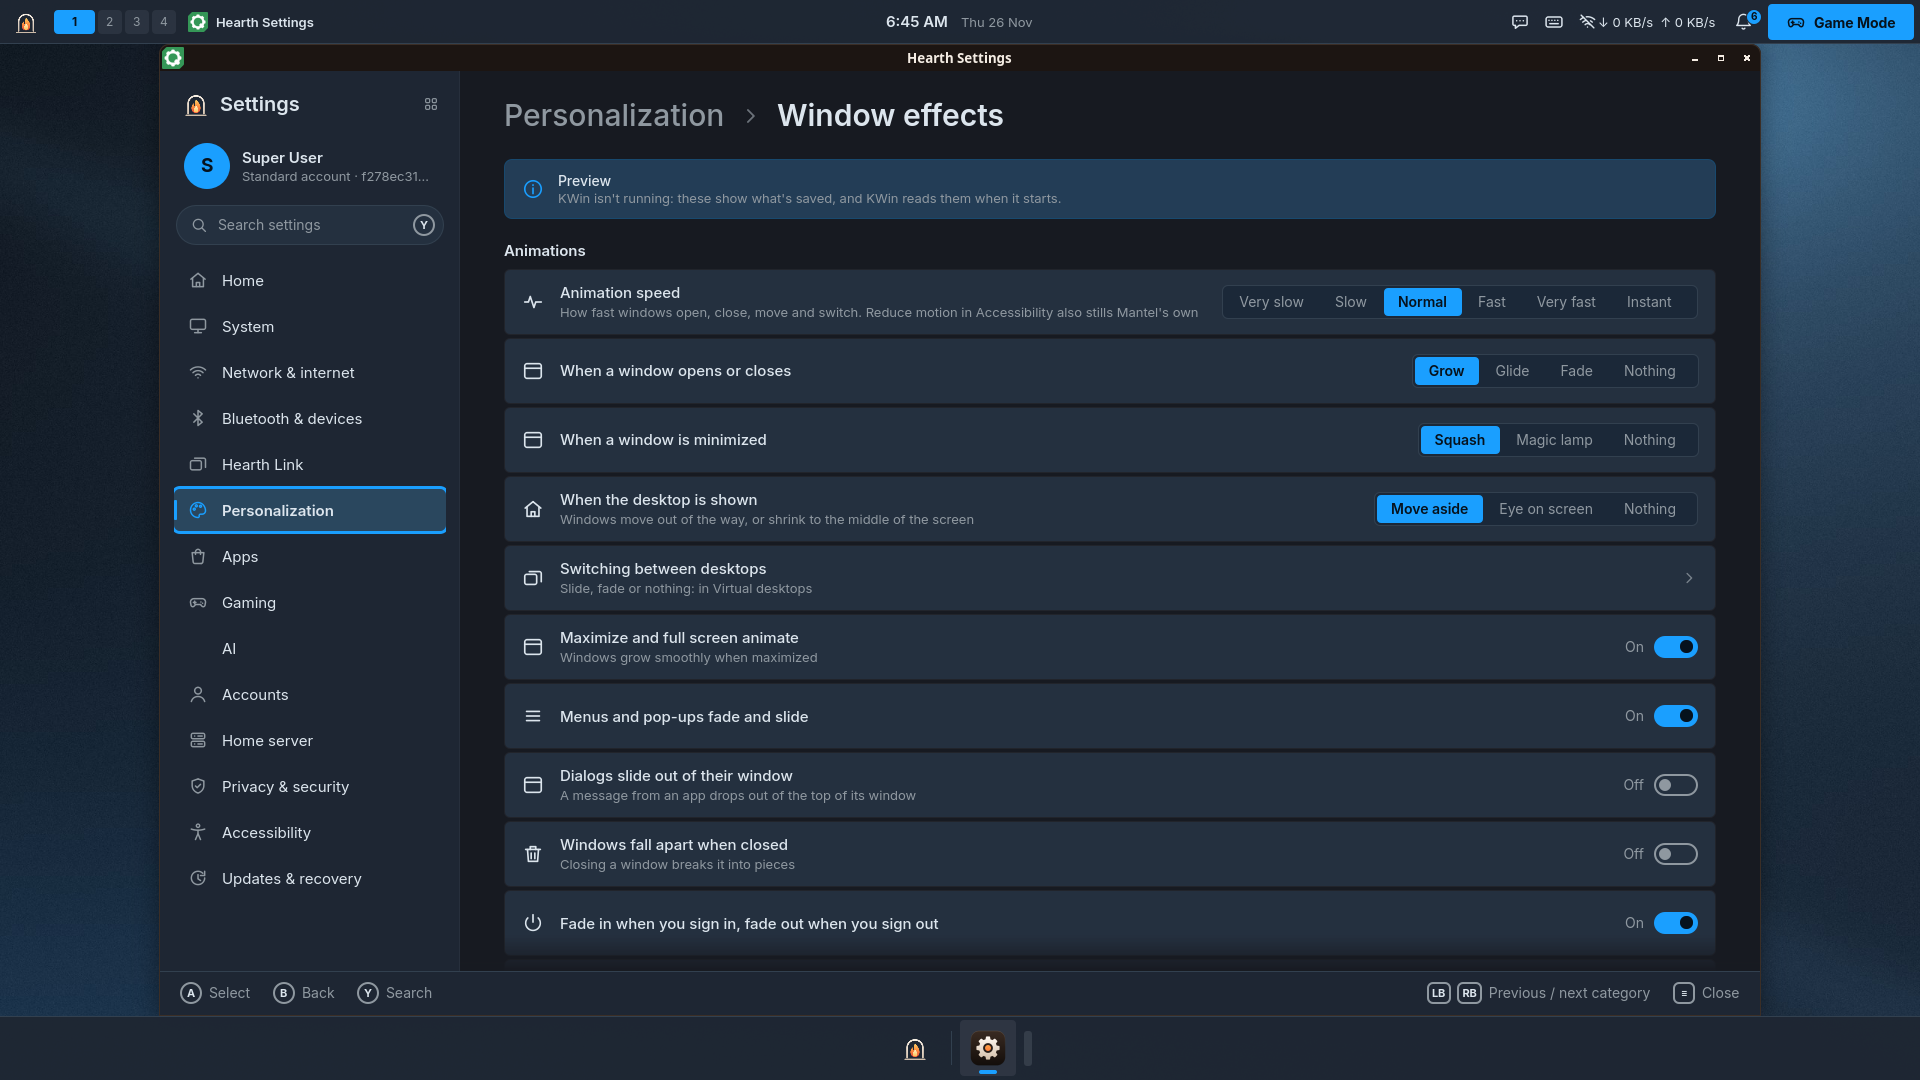 1 2 3 4 Hearth Settings
6:45 AM Thu 26 Nov
↓ 0 KB/s ↑ 0 KB/s
6
Game Mode
Hearth Settings
Settings
S
Super User
Standard account · f278ec31...
Search settings Y
Home
System
Network & internet
Bluetooth & devices
Hearth Link
Personalization
Apps
Gaming
AI
Accounts
Home server
Privacy & security
Accessibility
Updates & recovery
Personalization > Window effects
Preview
KWin isn't running: these show what's saved, and KWin reads them when it starts.
Animations
Animation speed
How fast windows open, close, move and switch. Reduce motion in Accessibility also stills Mantel's own
Very slow Slow Normal Fast Very fast Instant
When a window opens or closes
Grow Glide Fade Nothing
When a window is minimized
Squash Magic lamp Nothing
When the desktop is shown
Windows move out of the way, or shrink to the middle of the screen
Move aside Eye on screen Nothing
Switching between desktops
Slide, fade or nothing: in Virtual desktops
Maximize and full screen animate
Windows grow smoothly when maximized
On
Menus and pop-ups fade and slide
On
Dialogs slide out of their window
A message from an app drops out of the top of its window
Off
Windows fall apart when closed
Closing a window breaks it into pieces
Off
Fade in when you sign in, fade out when you sign out
On
A Select B Back Y Search
LB RB Previous / next category ≡ Close